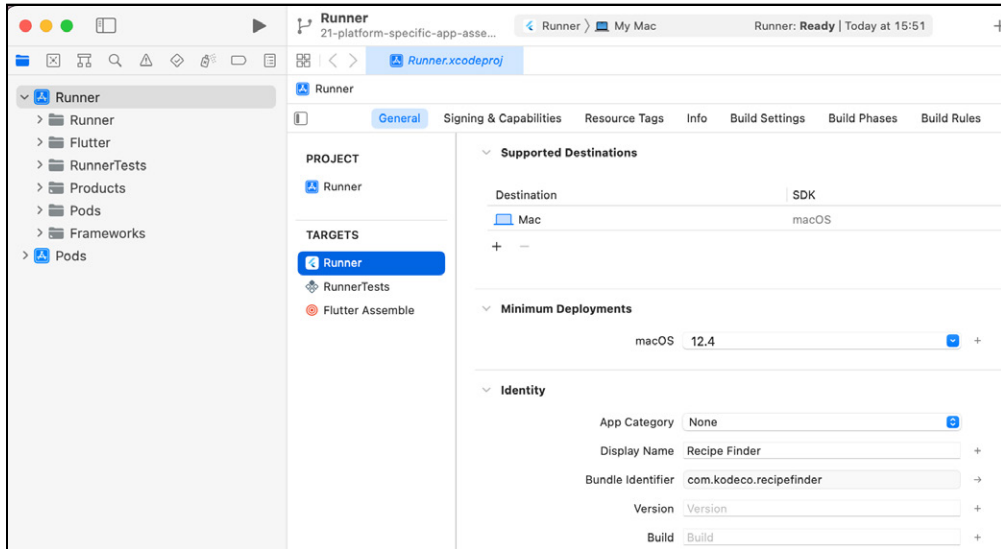 Runner
21-platform-specific-app-asse...
Runner
My Mac
Runner: Ready | Today at 15:51
Runner.xcodeproj
Runner
Runner
Runner
Flutter
RunnerTests
Products
Pods
Frameworks
Pods
General Signing & Capabilities Resource Tags Info Build Settings Build Phases Build Rules
PROJECT
Runner
TARGETS
Runner
RunnerTests
Flutter Assemble
Supported Destinations
Destination SDK
Mac macOS
Minimum Deployments
macOS 12.4
Identity
App Category None
Display Name Recipe Finder
Bundle Identifier com.kodeco.recipefinder
Version Version
Build Build